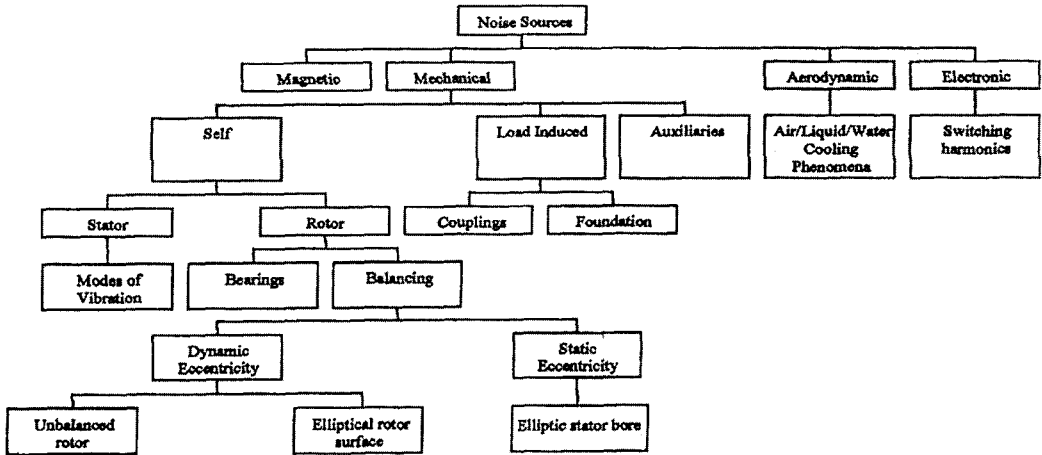 Noise Sources
Magnetic
Mechanical
Aerodynamic
Electronic
Self
Load Induced
Auxiliaries
Air/Liquid/Water
Cooling
Phenomena
Switching
harmonics
Stator
Rotor
Couplings
Foundation
Modes of
Vibration
Bearings
Balancing
Dynamic
Eccentricity
Static
Eccentricity
Unbalanced
rotor
Elliptical rotor
surface
Elliptic stator bore